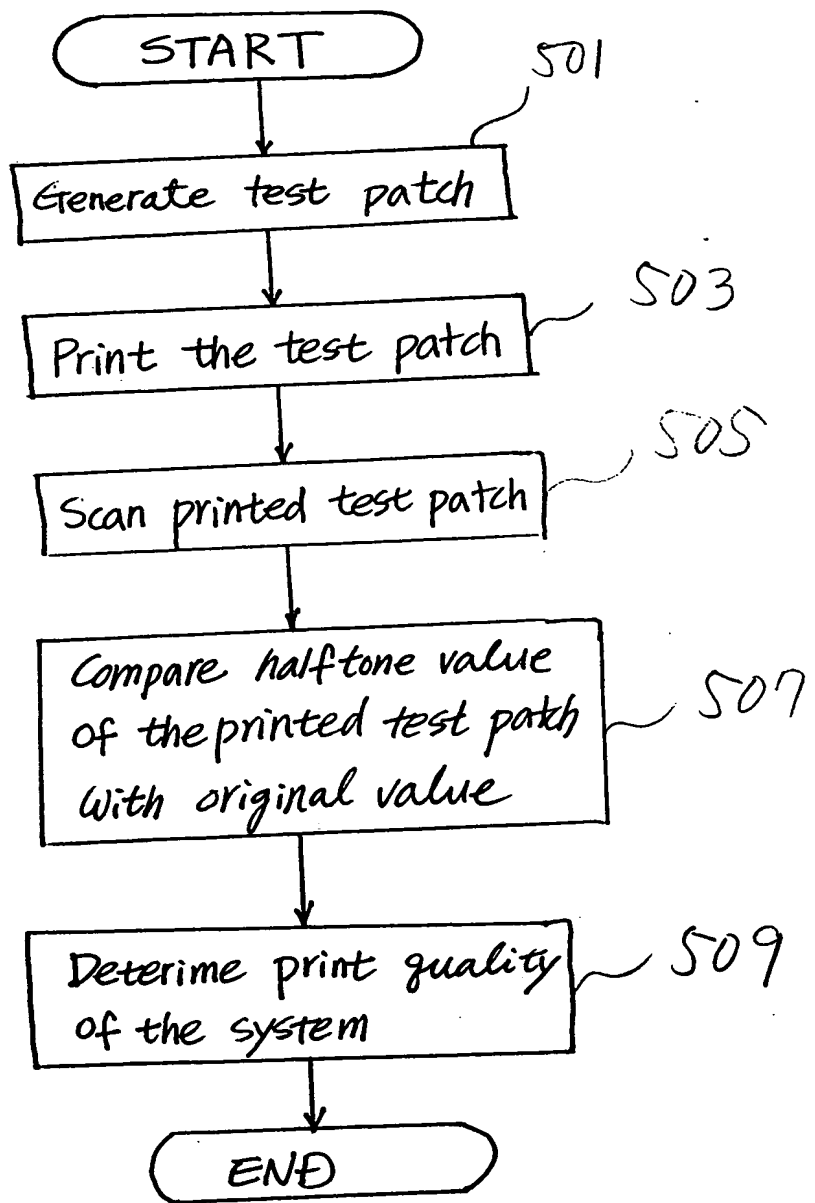 START
501
Generate test patch
503
Print the test patch
505
Scan printed test patch
Compare halftone value
of the printed test patch
with original value
507
Deterime print quality
of the system
509
END